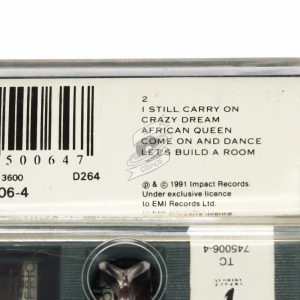 2
I STILL CARRY ON
CRAZY DREAM
AFRICAN QUEEN
COME ON AND DANCE
LET'S BUILD A ROOM
500647
3600 D264
06-4
℗ & © 1991 Impact Records.
Under exclusive licence
to EMI Records Ltd.
TC
745006-4
IMPACT